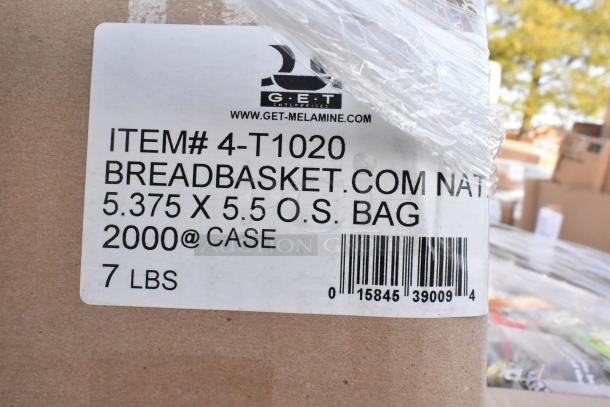 G.E.T
ENTERPRISES
WWW.GET-MELAMINE.COM
ITEM# 4-T1020
BREADBASKET.COM NAT.
5.375 X 5.5 O.S. BAG
2000@ CASE
7 LBS
0 15845 39009 4